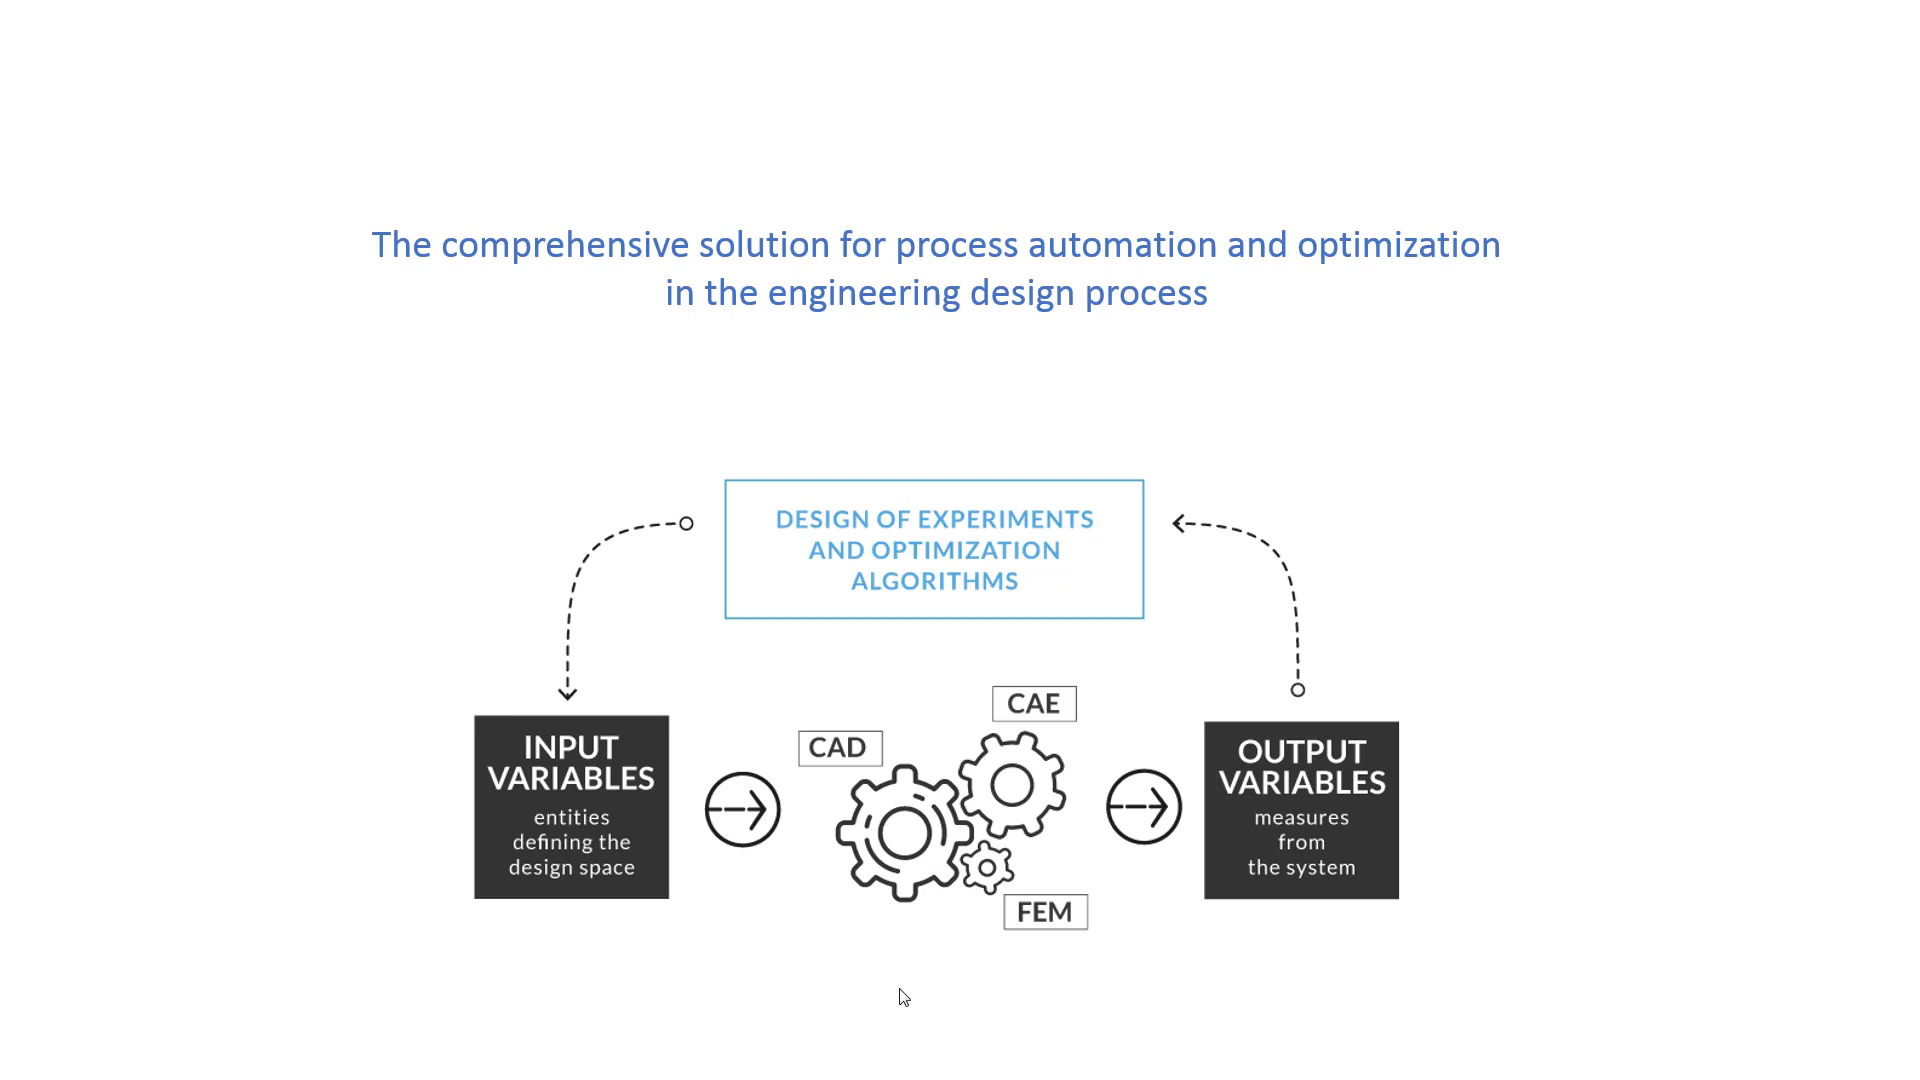 The comprehensive solution for process automation and optimization
in the engineering design process
DESIGN OF EXPERIMENTS
AND OPTIMIZATION
ALGORITHMS
INPUT
VARIABLES
entities
defining the
design space
CAD
CAE
FEM
OUTPUT
VARIABLES
measures
from
the system